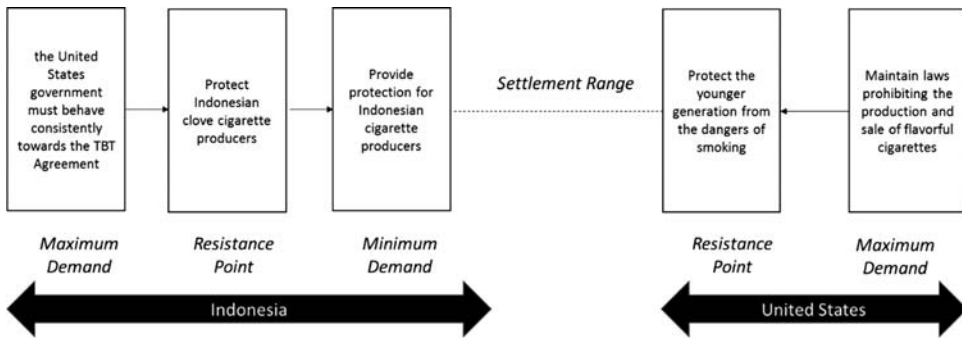 the United
States
government
must behave
consistently
towards the TBT
Agreement
Protect
Indonesian
clove cigarette
producers
Provide
protection for
Indonesian
cigarette
producers
Settlement Range
Protect the
younger
generation from
the dangers of
smoking
Maintain laws
prohibiting the
production and
sale of flavorful
cigarettes
Maximum
Demand
Resistance
Point
Minimum
Demand
Resistance
Point
Maximum
Demand
Indonesia
United States